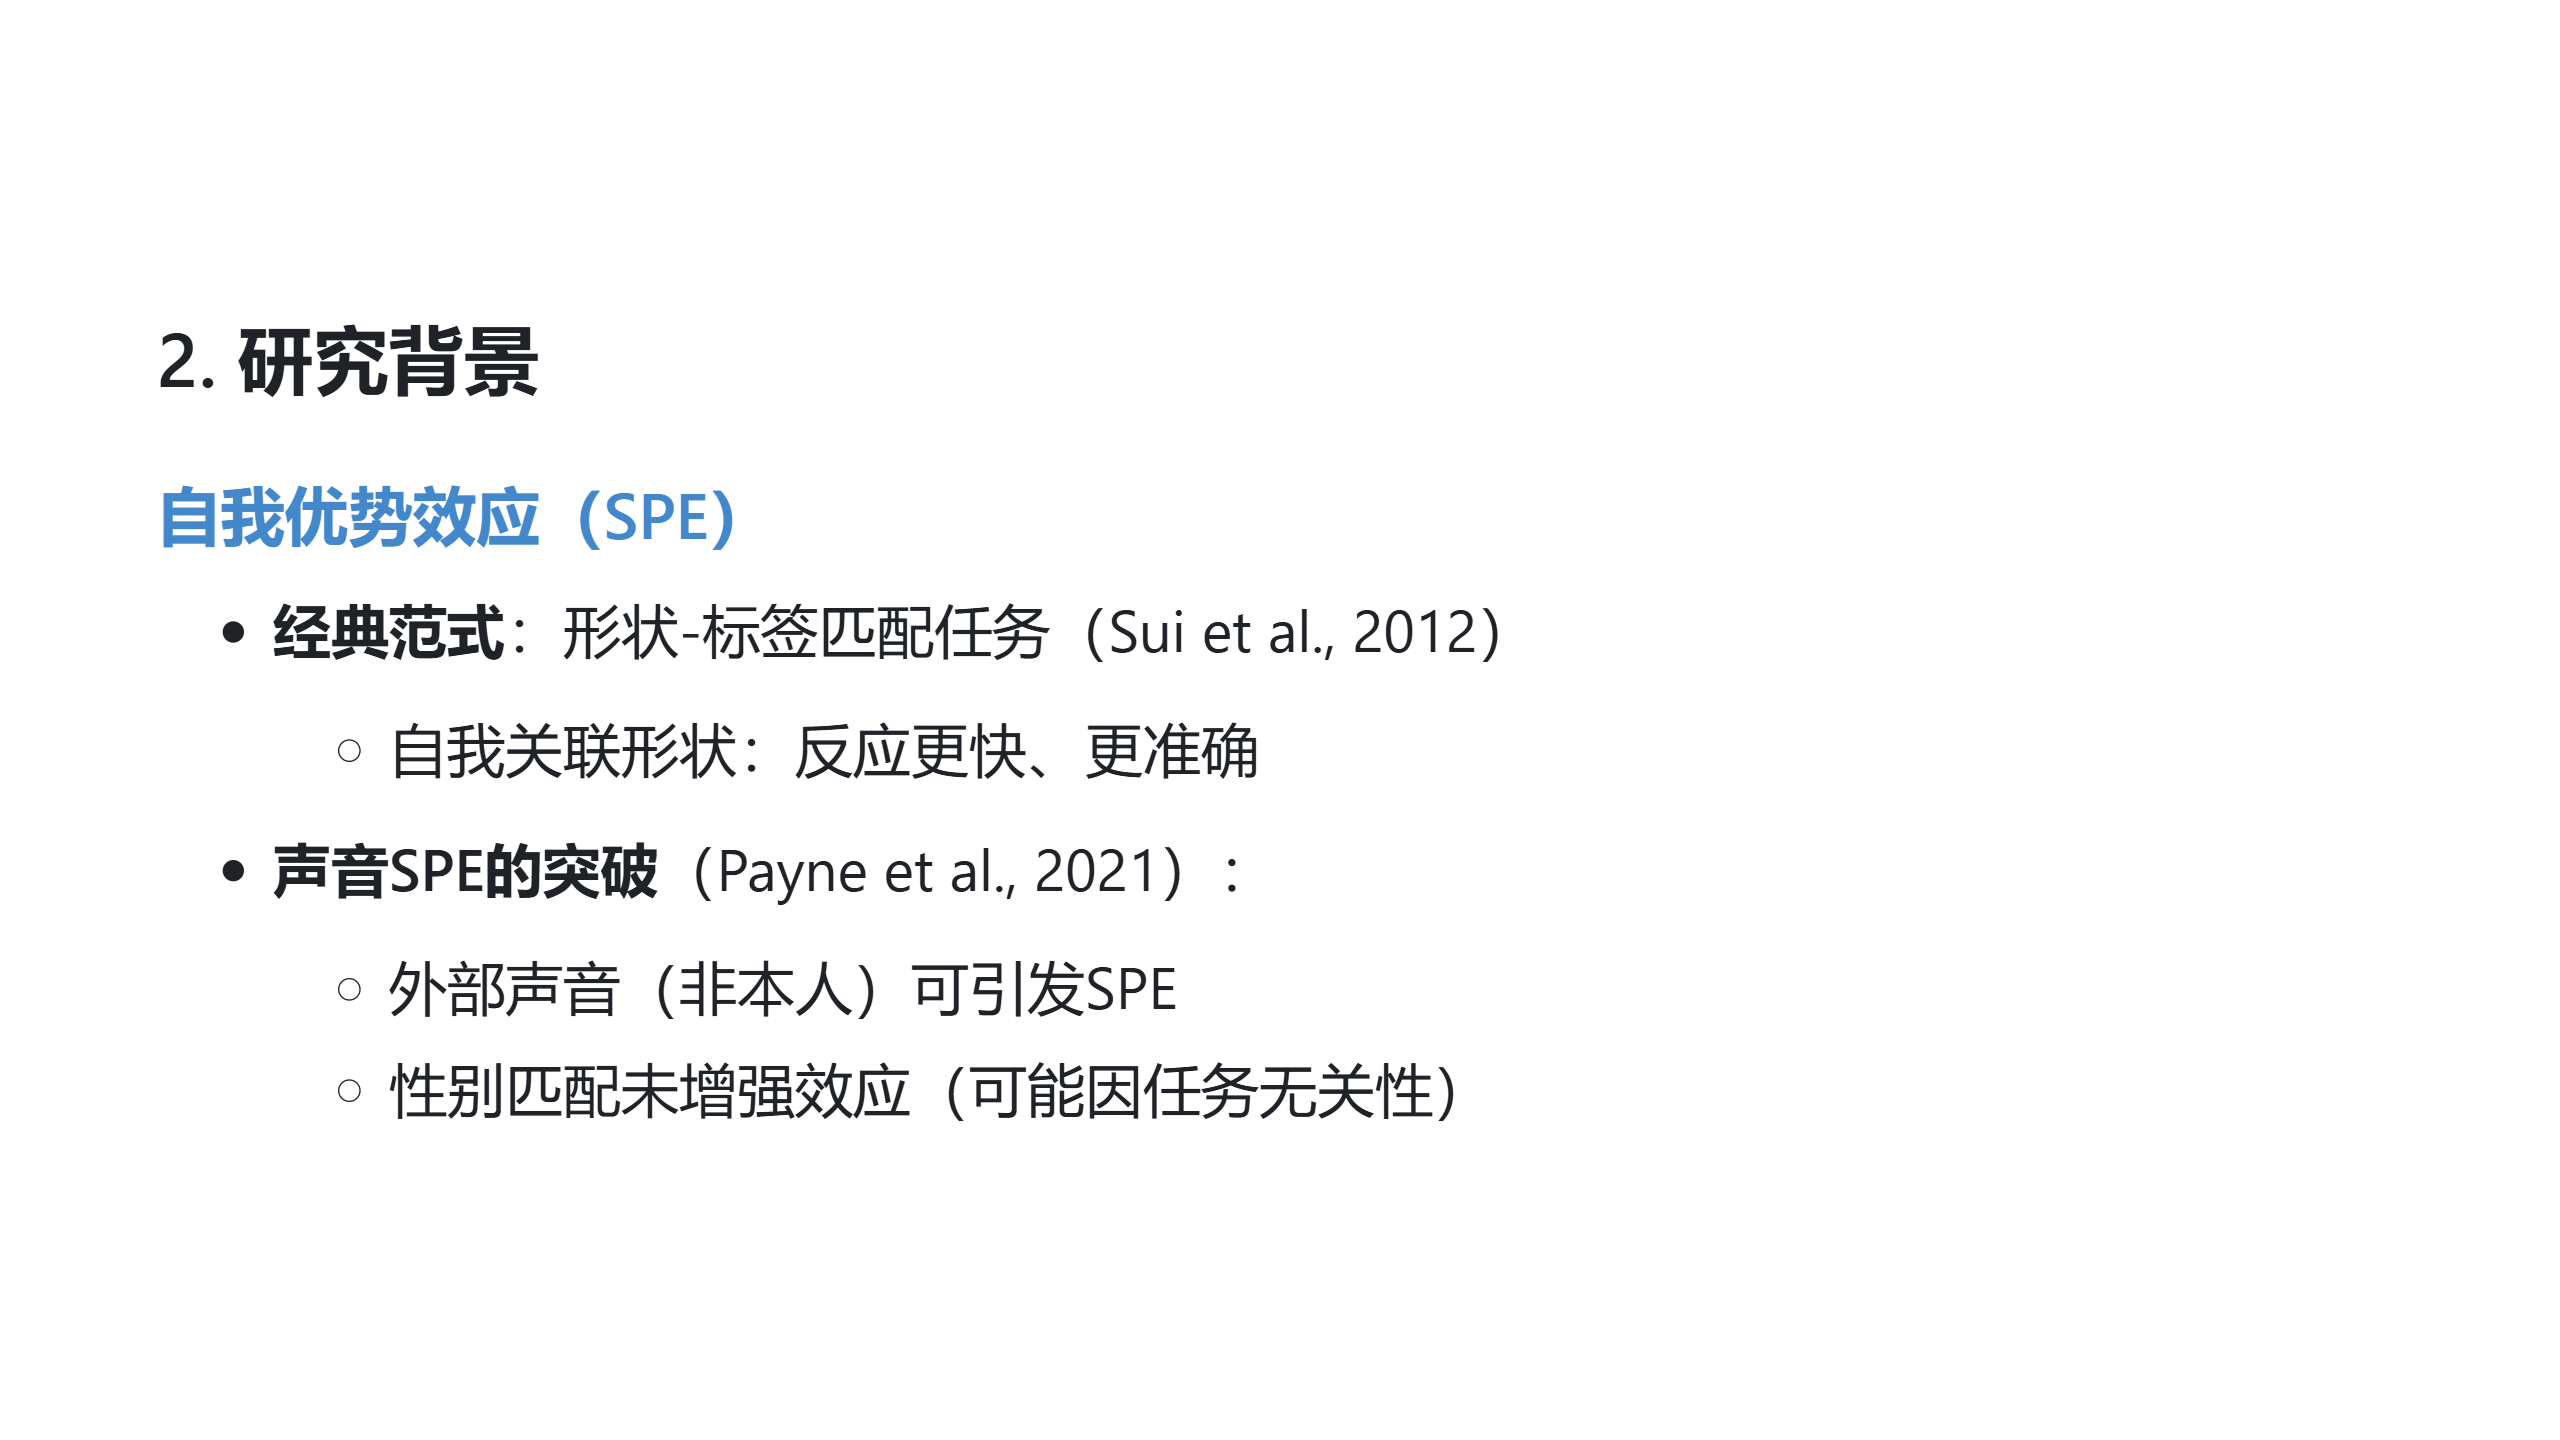 2. 研究背景
自我优势效应（SPE）
• 经典范式：形状-标签匹配任务（Sui et al., 2012）
○ 自我关联形状：反应更快、更准确
• 声音SPE的突破（Payne et al., 2021）：
○ 外部声音（非本人）可引发SPE
○ 性别匹配未增强效应（可能因任务无关性）